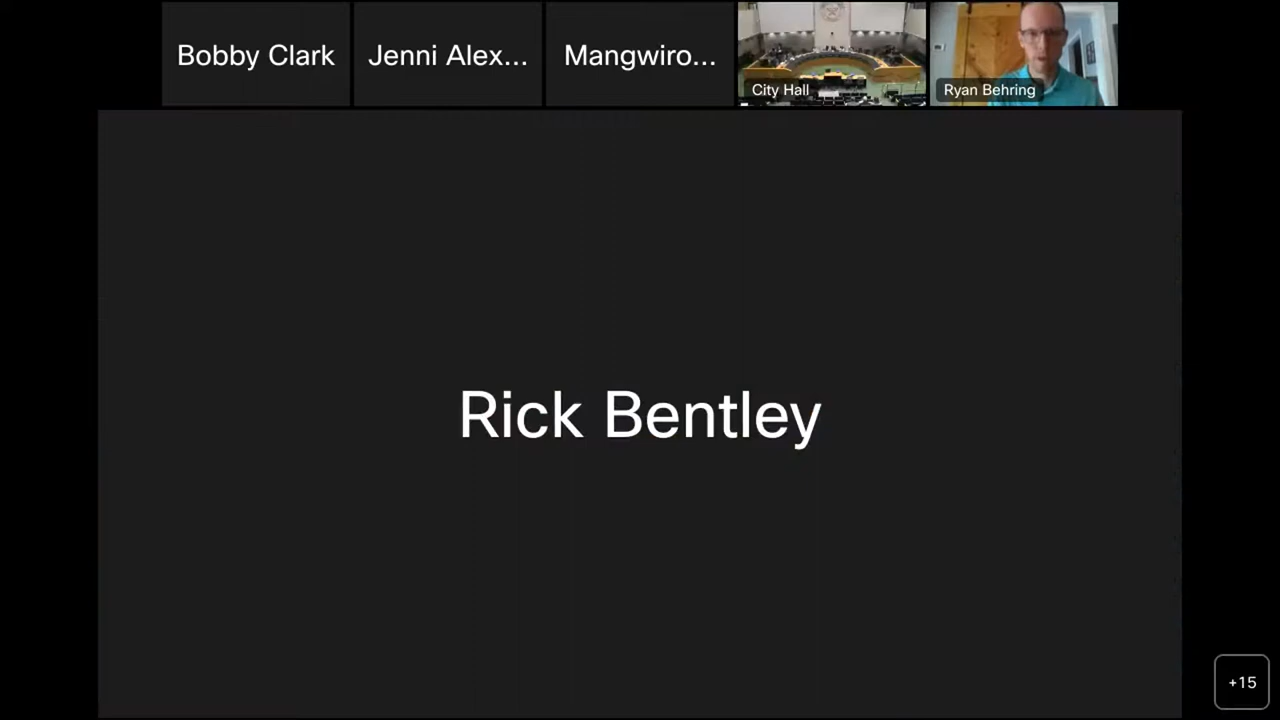 Bobby Clark
Jenni Alex...
Mangwiro...
City Hall
Ryan Behring
Rick Bentley
+15